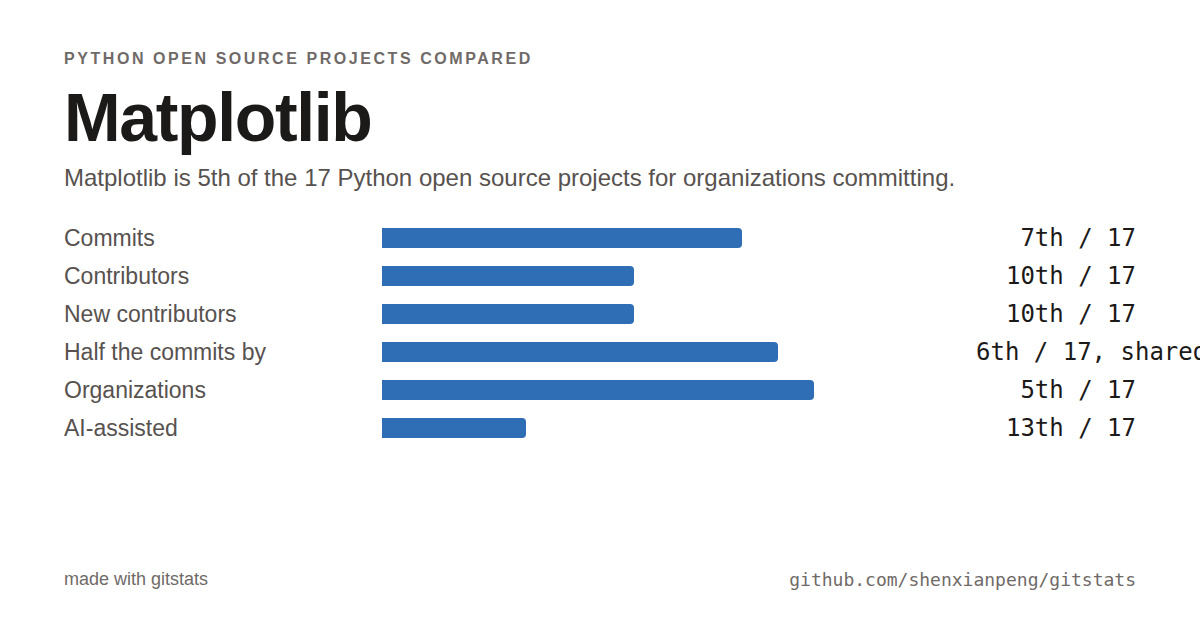 PYTHON OPEN SOURCE PROJECTS COMPARED
Matplotlib
Matplotlib is 5th of the 17 Python open source projects for organizations committing.
Commits 7th / 17
Contributors 10th / 17
New contributors 10th / 17
Half the commits by 6th / 17, shared
Organizations 5th / 17
AI-assisted 13th / 17
made with gitstats github.com/shenxianpeng/gitstats